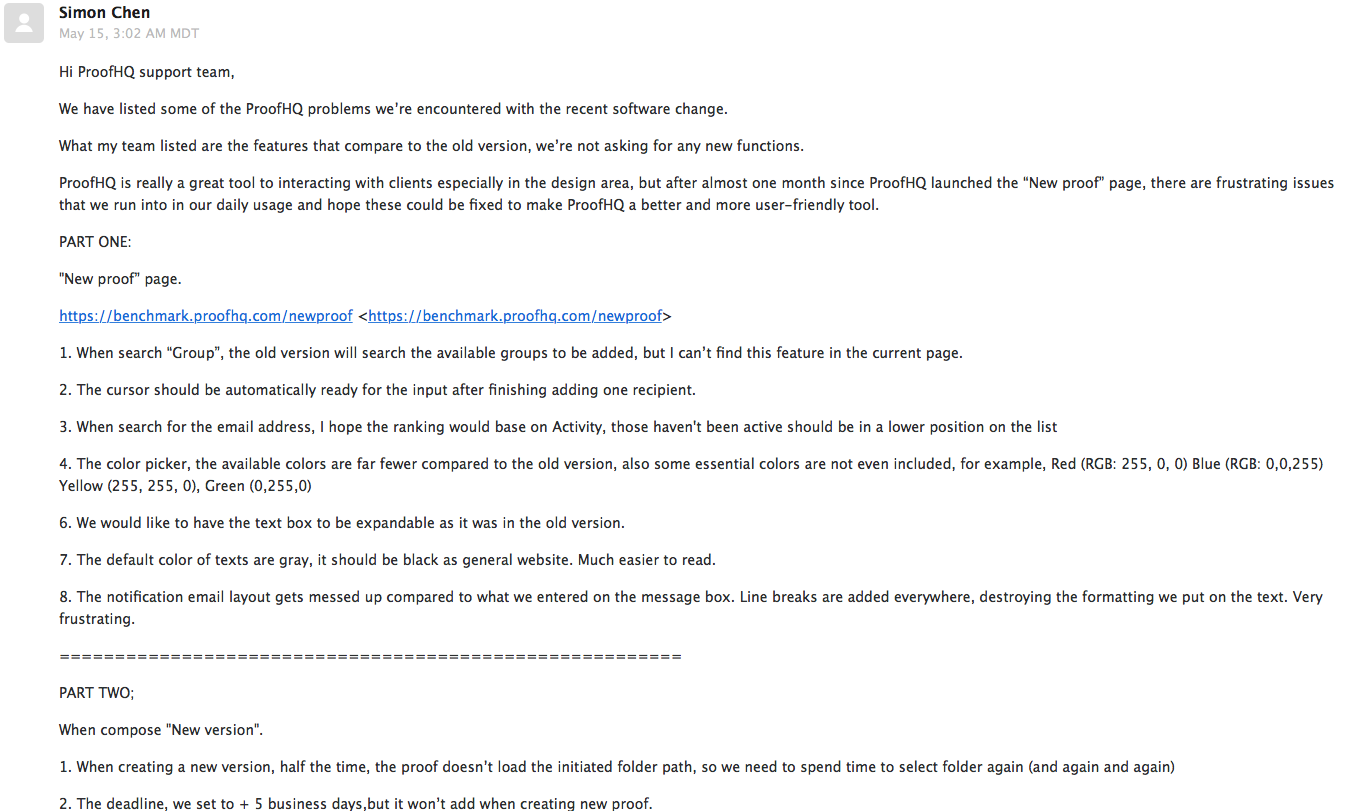 Simon Chen
May 15, 3:02 AM MDT
Hi ProofHQ support team,
We have listed some of the ProofHQ problems we’re encountered with the recent software change.
What my team listed are the features that compare to the old version, we’re not asking for any new functions.
ProofHQ is really a great tool to interacting with clients especially in the design area, but after almost one month since ProofHQ launched the “New proof” page, there are frustrating issues
that we run into in our daily usage and hope these could be fixed to make ProofHQ a better and more user-friendly tool.
PART ONE:
"New proof” page.
https://benchmark.proofhq.com/newproof <https://benchmark.proofhq.com/newproof>
1. When search “Group”, the old version will search the available groups to be added, but I can’t find this feature in the current page.
2. The cursor should be automatically ready for the input after finishing adding one recipient.
3. When search for the email address, I hope the ranking would base on Activity, those haven't been active should be in a lower position on the list
4. The color picker, the available colors are far fewer compared to the old version, also some essential colors are not even included, for example, Red (RGB: 255, 0, 0) Blue (RGB: 0,0,255)
Yellow (255, 255, 0), Green (0,255,0)
6. We would like to have the text box to be expandable as it was in the old version.
7. The default color of texts are gray, it should be black as general website. Much easier to read.
8. The notification email layout gets messed up compared to what we entered on the message box. Line breaks are added everywhere, destroying the formatting we put on the text. Very
frustrating.
========================================================
PART TWO;
When compose "New version".
1. When creating a new version, half the time, the proof doesn’t load the initiated folder path, so we need to spend time to select folder again (and again and again)
2. The deadline, we set to + 5 business days,but it won’t add when creating new proof.